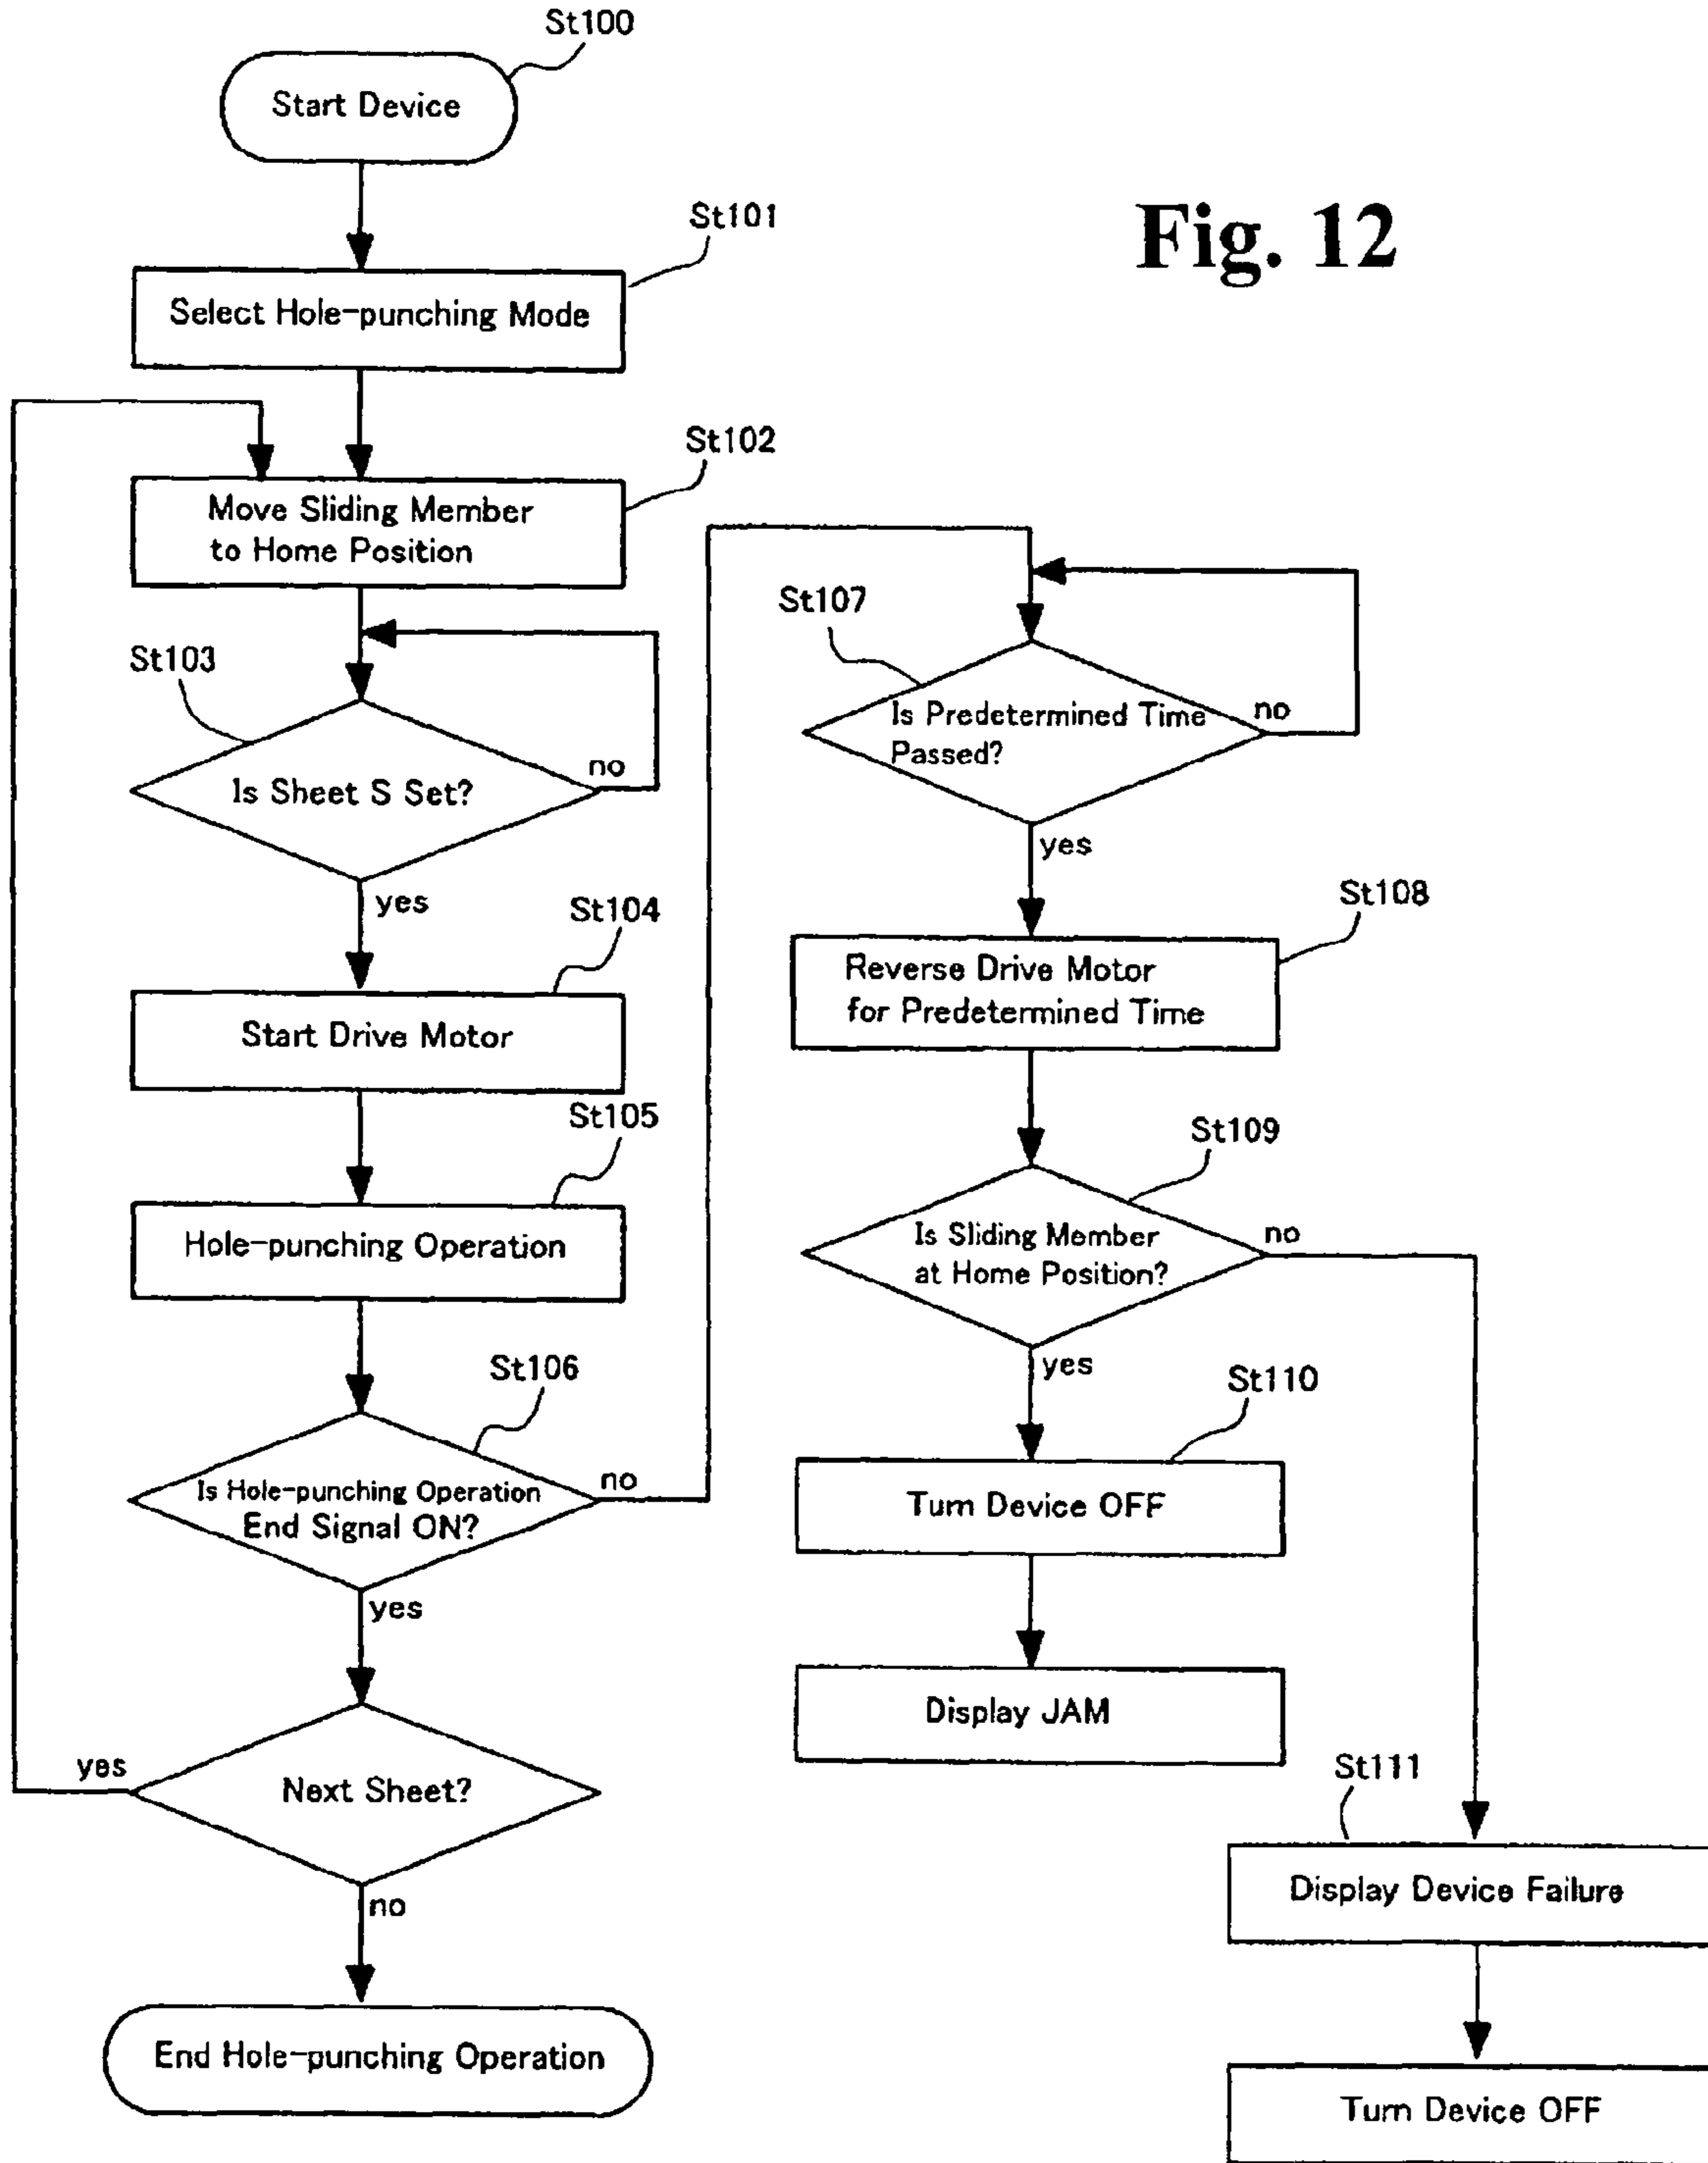 St100
Start Device
Fig. 12
St101
Select Hole-punching Mode
St102
Move Sliding Member
to Home Position
St103
Is Sheet S Set?
no
yes
St104
Start Drive Motor
St105
Hole-punching Operation
St106
Is Hole-punching Operation
End Signal ON?
no
yes
Next Sheet?
yes
no
End Hole-punching Operation
St107
Is Predetermined Time
Passed?
no
yes
St108
Reverse Drive Motor
for Predetermined Time
St109
Is Sliding Member
at Home Position?
no
yes
St110
Turn Device OFF
Display JAM
St111
Display Device Failure
Turn Device OFF